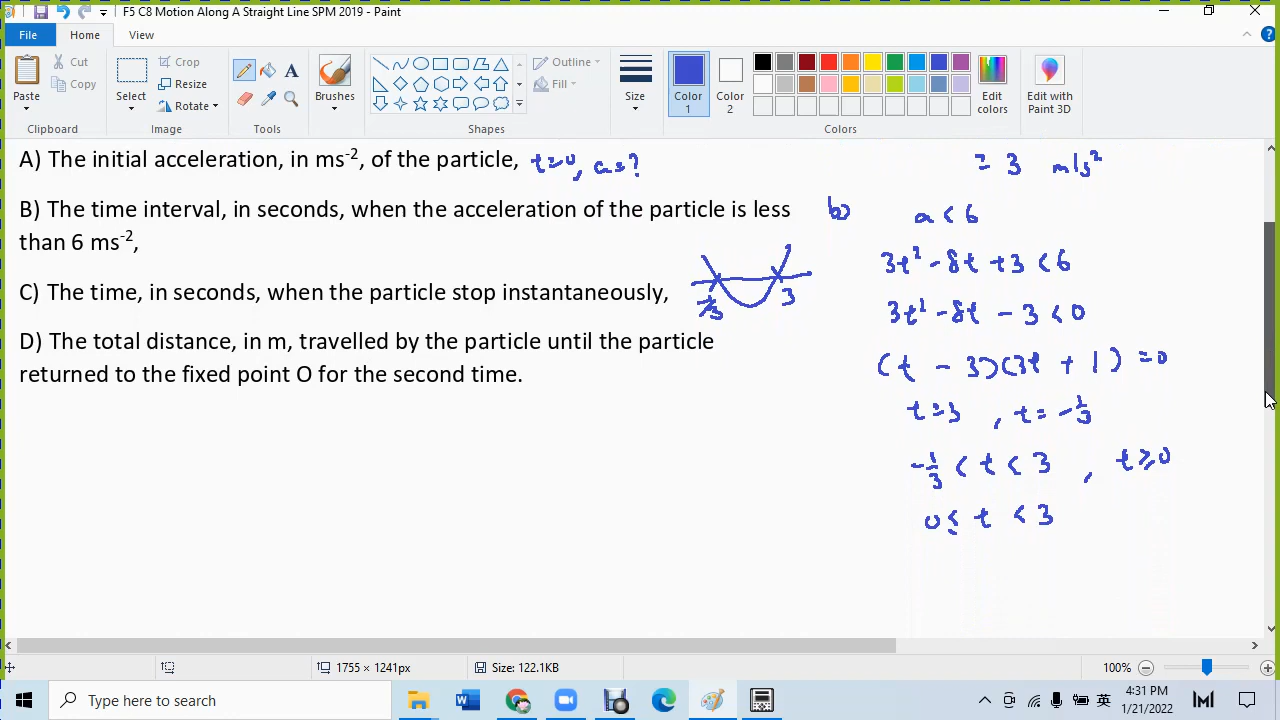 F5 C8 Motion Along A Straight Line SPM 2019 - Paint
File Home View
Paste Cut Copy Clipboard
Select Crop Resize Rotate Image
Tools
Brushes
Outline Fill Shapes
Size
Color 1 Color 2 Edit colors Colors
Edit with Paint 3D
A) The initial acceleration, in ms⁻², of the particle, t=0, a=?
= 3 m/s²
B) The time interval, in seconds, when the acceleration of the particle is less
than 6 ms⁻²,
C) The time, in seconds, when the particle stop instantaneously,
-1/3 3
D) The total distance, in m, travelled by the particle until the particle
returned to the fixed point O for the second time.
b) a < 6
3t² - 8t + 3 < 6
3t² - 8t - 3 < 0
(t - 3)(3t + 1) = 0
t = 3 , t = -1/3
-1/3 < t < 3 , t ≥ 0
0 ≤ t < 3
1755 × 1241px Size: 122.1KB 100%
Type here to search
英 4:31 PM
1/21/2022